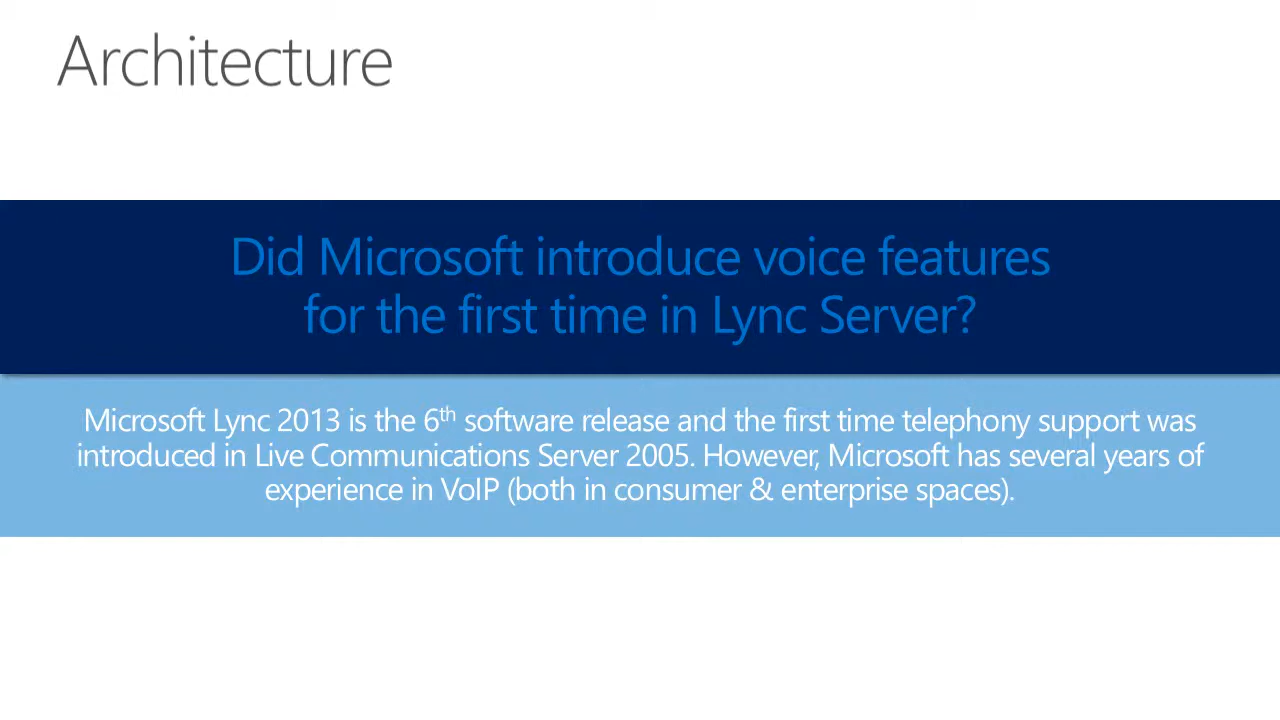 Architecture
Did Microsoft introduce voice features
for the first time in Lync Server?
Microsoft Lync 2013 is the 6th software release and the first time telephony support was
introduced in Live Communications Server 2005. However, Microsoft has several years of
experience in VoIP (both in consumer & enterprise spaces).